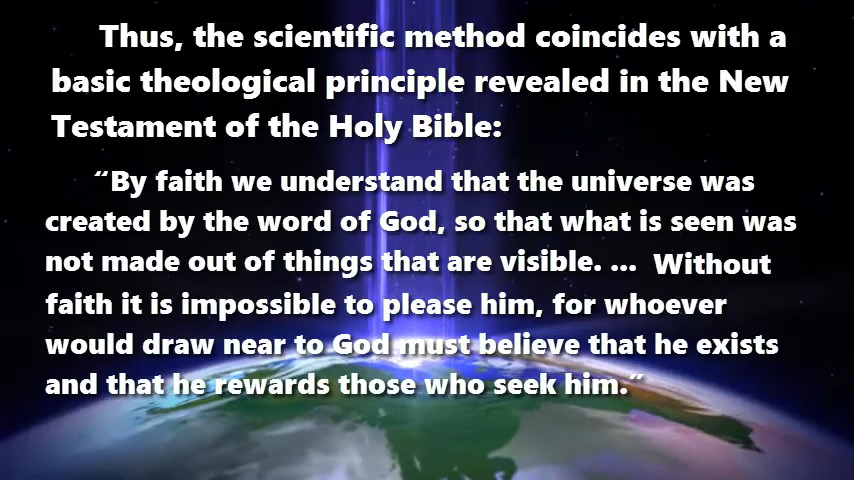 Thus, the scientific method coincides with a
basic theological principle revealed in the New
Testament of the Holy Bible:
“By faith we understand that the universe was
created by the word of God, so that what is seen was
not made out of things that are visible. ... Without
faith it is impossible to please him, for whoever
would draw near to God must believe that he exists
and that he rewards those who seek him.”